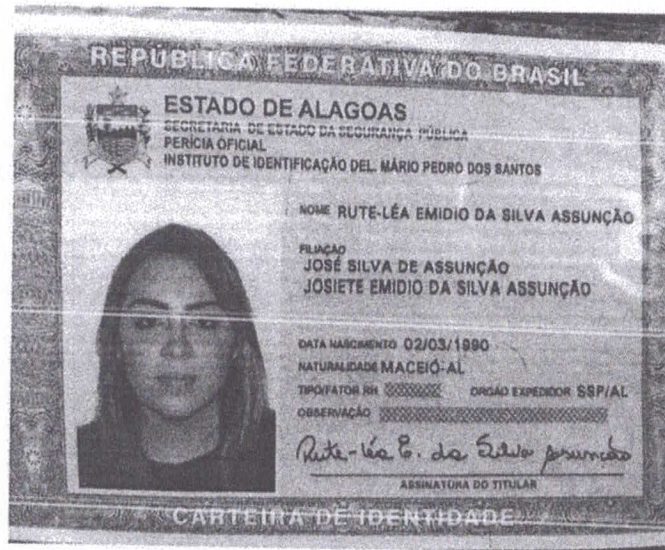 REPÚBLICA FEDERATIVA DO BRASIL
ESTADO DE ALAGOAS
SECRETARIA DE ESTADO DA SEGURANÇA PÚBLICA
PERÍCIA OFICIAL
INSTITUTO DE IDENTIFICAÇÃO DEL. MÁRIO PEDRO DOS SANTOS
NOME RUTE-LÉA EMIDIO DA SILVA ASSUNÇÃO
FILIAÇÃO
JOSÉ SILVA DE ASSUNÇÃO
JOSIETE EMIDIO DA SILVA ASSUNÇÃO
DATA NASCIMENTO 02/03/1990
NATURALIDADE MACEIÓ-AL
TIPO/FATOR RH ORGÃO EXPEDIDOR SSP/AL
OBSERVAÇÃO
Rute-léa E. da Silva Assunção
ASSINATURA DO TITULAR
CARTEIRA DE IDENTIDADE